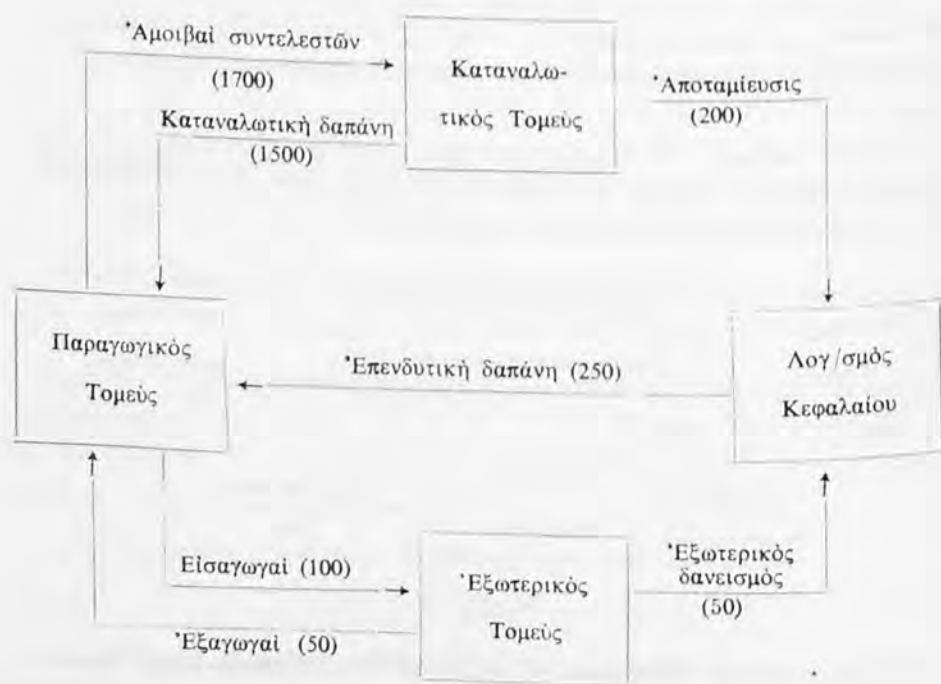 Ἀμοιβαὶ συντελεστῶν
(1700)
Καταναλω-
τικὸς Τομεὺς
Ἀποταμίευσις
(200)
Καταναλωτικὴ δαπάνη
(1500)
Παραγωγικὸς
Τομεὺς
Ἐπενδυτικὴ δαπάνη (250)
Λογ/σμὸς
Κεφαλαίου
Εἰσαγωγαὶ (100)
Ἐξαγωγαὶ (50)
Ἐξωτερικὸς
Τομεὺς
Ἐξωτερικὸς
δανεισμὸς
(50)